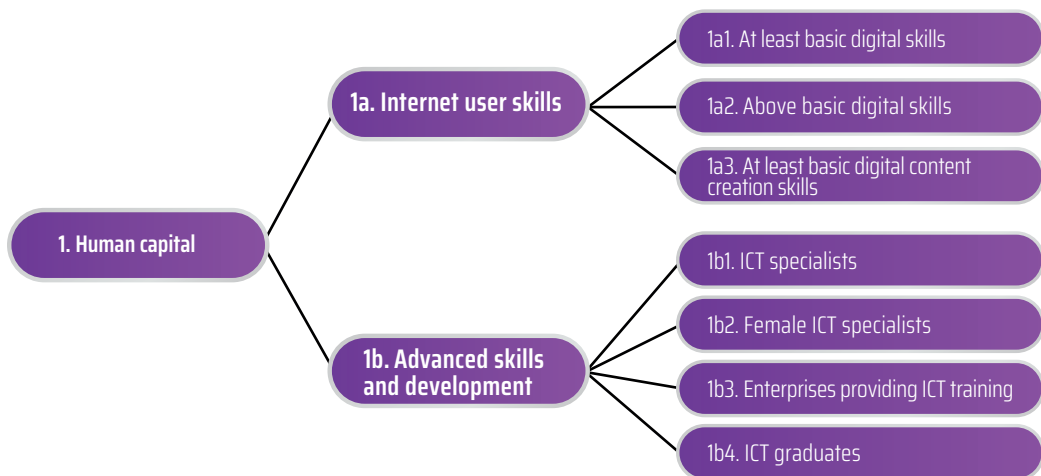 1. Human capital
1a. Internet user skills
1a1. At least basic digital skills
1a2. Above basic digital skills
1a3. At least basic digital content
creation skills
1b. Advanced skills
and development
1b1. ICT specialists
1b2. Female ICT specialists
1b3. Enterprises providing ICT training
1b4. ICT graduates